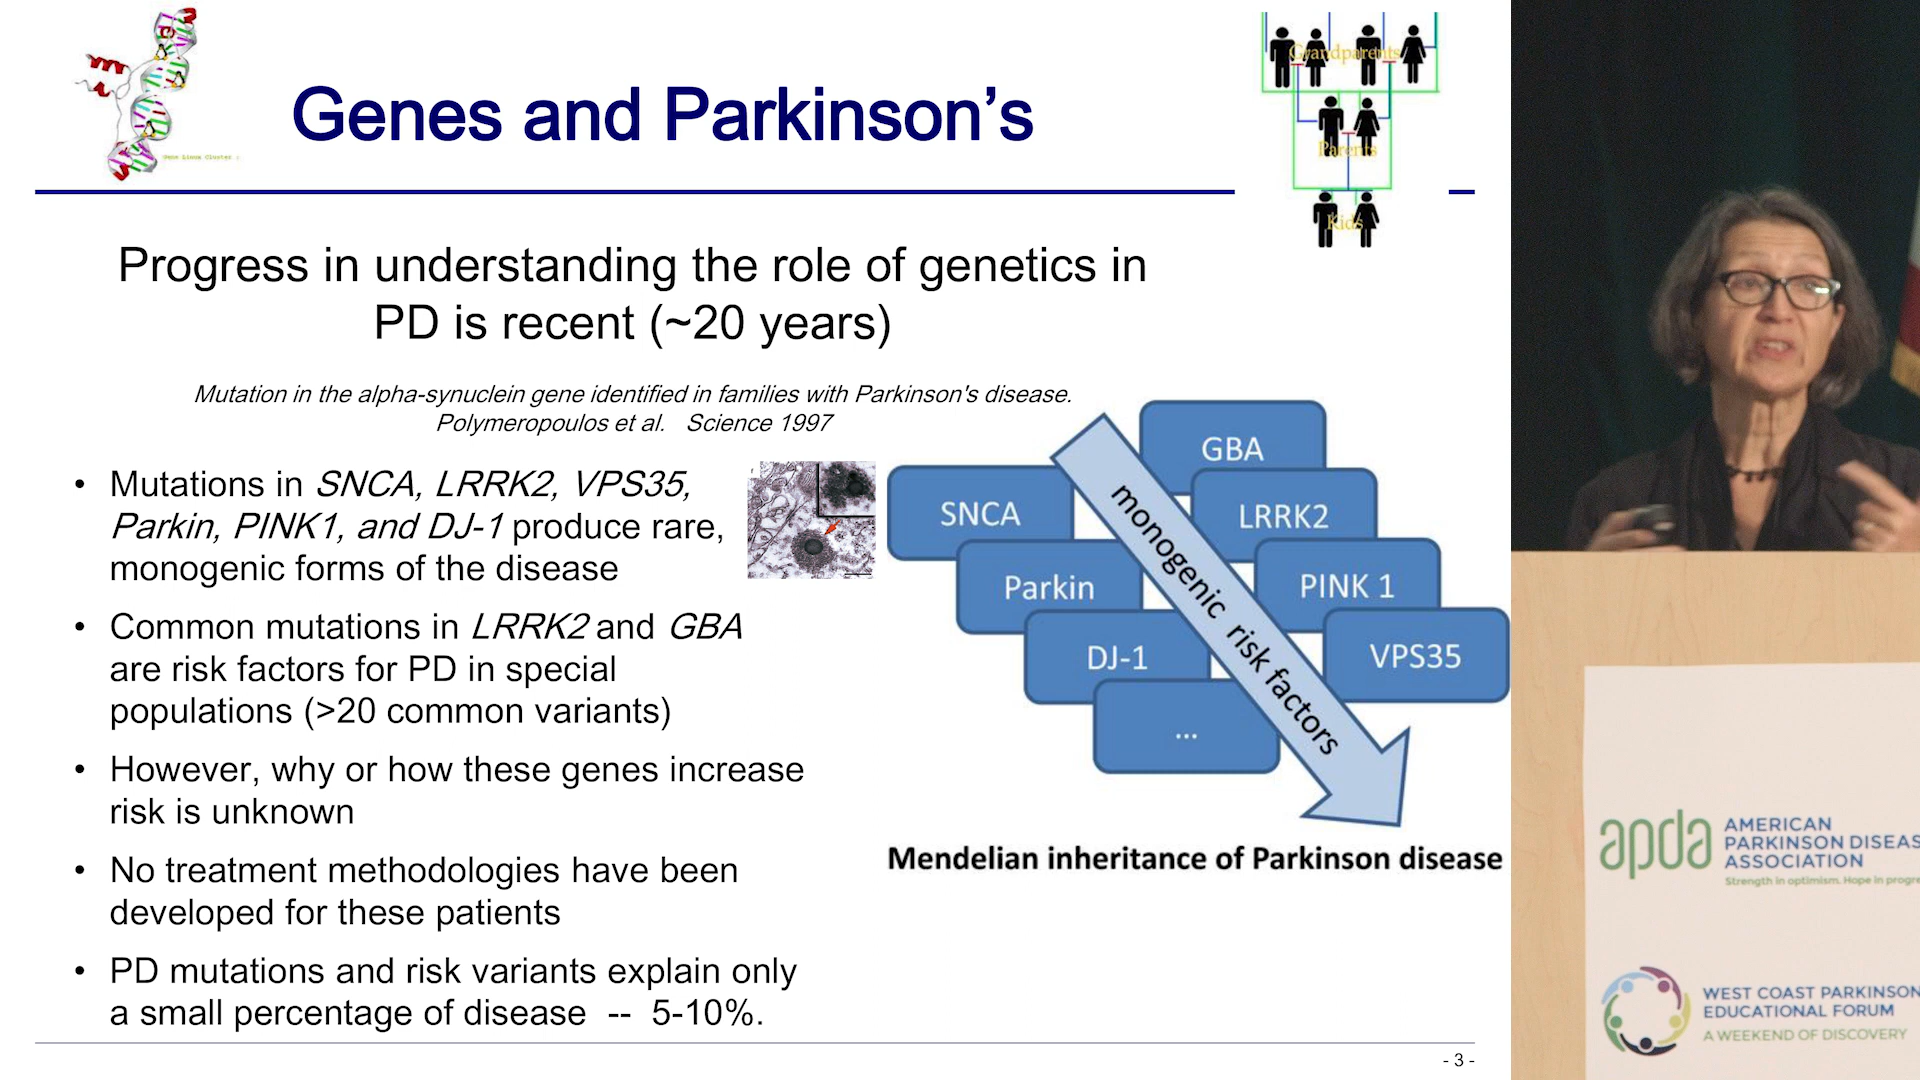 Genes and Parkinson's
Gene Linux Cluster ;
Grandparents
Parents
Kids
Progress in understanding the role of genetics in
PD is recent (~20 years)
Mutation in the alpha-synuclein gene identified in families with Parkinson's disease.
Polymeropoulos et al. Science 1997
• Mutations in SNCA, LRRK2, VPS35,
Parkin, PINK1, and DJ-1 produce rare,
monogenic forms of the disease
• Common mutations in LRRK2 and GBA
are risk factors for PD in special
populations (>20 common variants)
• However, why or how these genes increase
risk is unknown
• No treatment methodologies have been
developed for these patients
• PD mutations and risk variants explain only
a small percentage of disease -- 5-10%.
GBA
SNCA
LRRK2
Parkin
PINK 1
DJ-1
VPS35
...
monogenic risk factors
Mendelian inheritance of Parkinson disease
- 3 -
apda AMERICAN
PARKINSON DISEAS
ASSOCIATION
Strength in optimism. Hope in progre
WEST COAST PARKINSON
EDUCATIONAL FORUM
A WEEKEND OF DISCOVERY